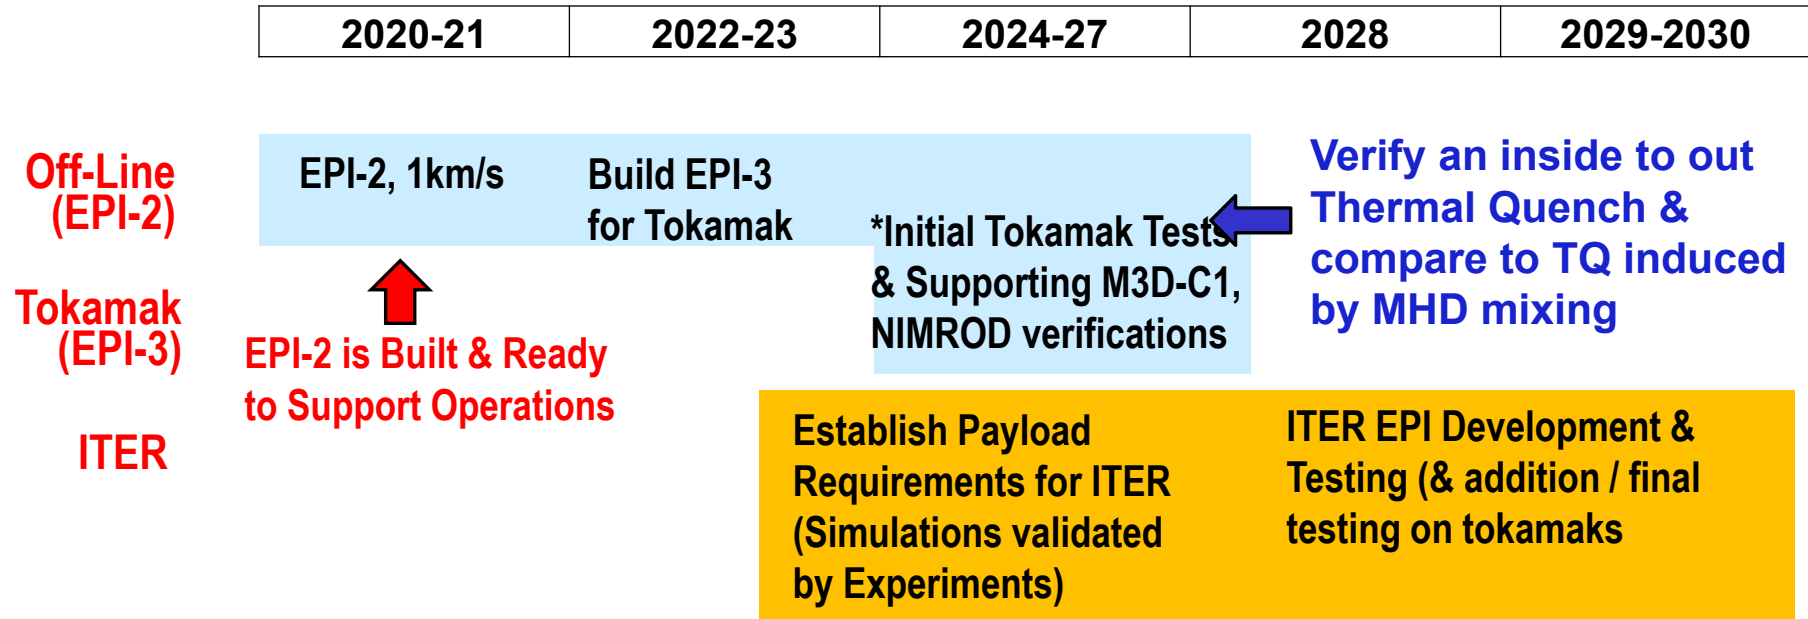 2020-21 2022-23 2024-27 2028 2029-2030
Off-Line
(EPI-2)
EPI-2, 1km/s
Build EPI-3
for Tokamak
*Initial Tokamak Tests
& Supporting M3D-C1,
NIMROD verifications
Verify an inside to out
Thermal Quench &
compare to TQ induced
by MHD mixing
Tokamak
(EPI-3)
EPI-2 is Built & Ready
to Support Operations
ITER
Establish Payload
Requirements for ITER
(Simulations validated
by Experiments)
ITER EPI Development &
Testing (& addition / final
testing on tokamaks